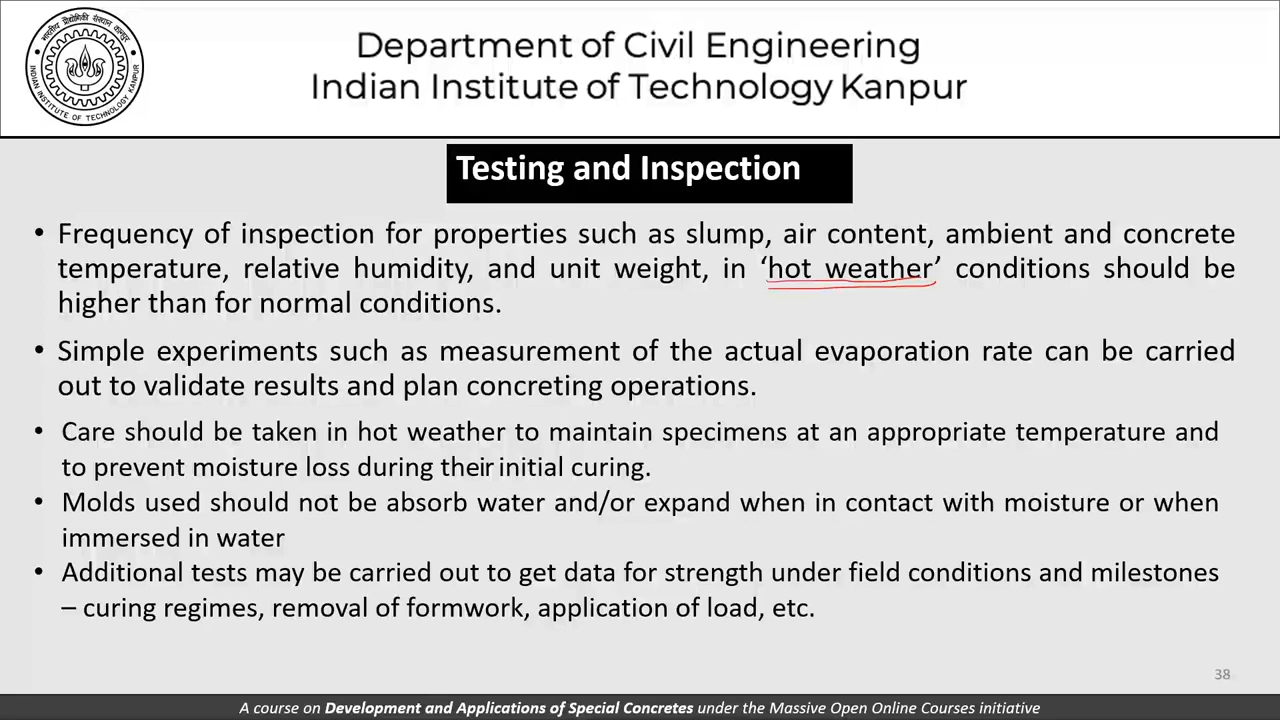 Department of Civil Engineering
Indian Institute of Technology Kanpur
भारतीय प्रौद्योगिकी संस्थान कानपुर
INDIAN INSTITUTE OF TECHNOLOGY KANPUR
Testing and Inspection
• Frequency of inspection for properties such as slump, air content, ambient and concrete
temperature, relative humidity, and unit weight, in ‘hot weather’ conditions should be
higher than for normal conditions.
• Simple experiments such as measurement of the actual evaporation rate can be carried
out to validate results and plan concreting operations.
• Care should be taken in hot weather to maintain specimens at an appropriate temperature and
to prevent moisture loss during their initial curing.
• Molds used should not be absorb water and/or expand when in contact with moisture or when
immersed in water
• Additional tests may be carried out to get data for strength under field conditions and milestones
– curing regimes, removal of formwork, application of load, etc.
38
A course on Development and Applications of Special Concretes under the Massive Open Online Courses initiative